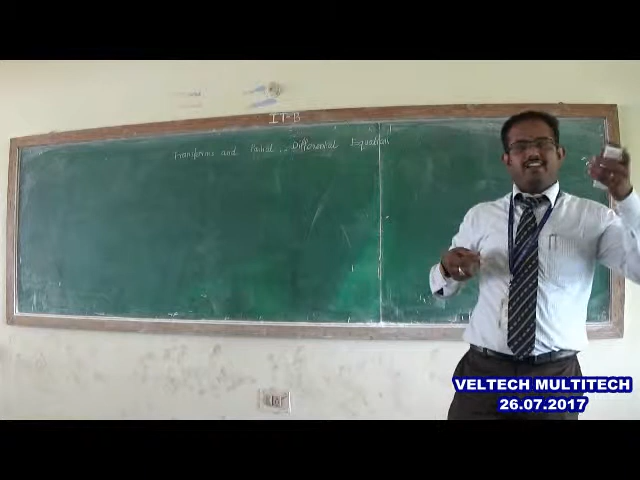 IT-B
Transforms and Partial Differential Equation
VELTECH MULTITECH
26.07.2017